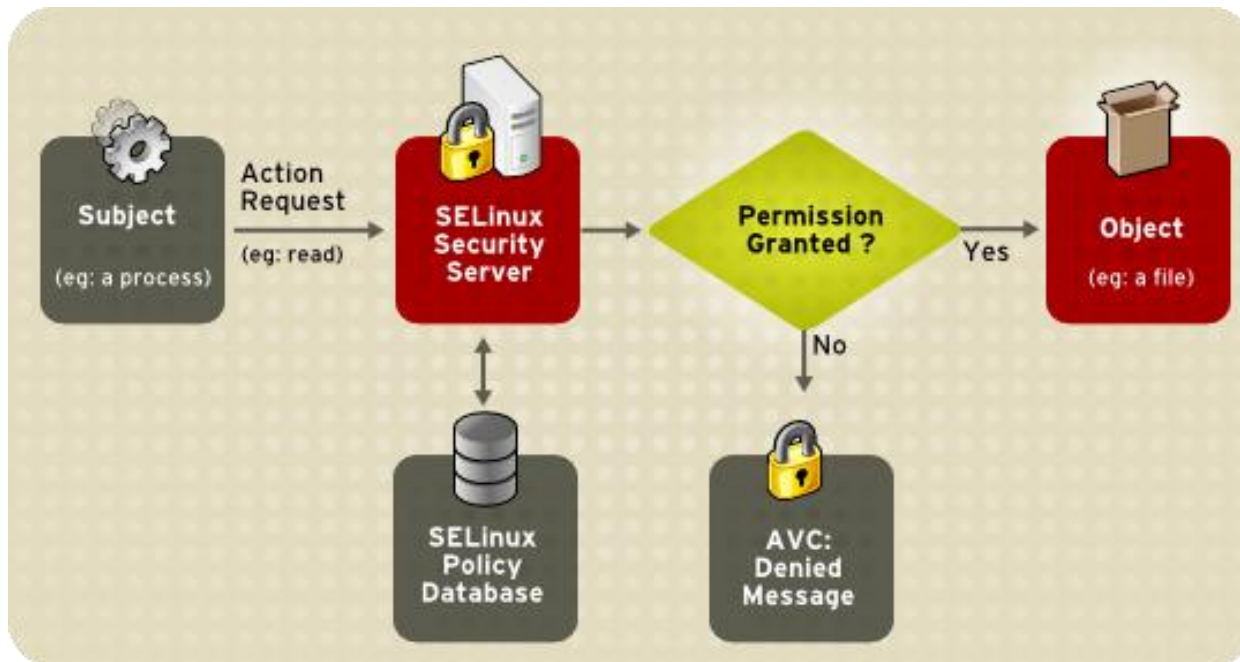 Subject
(eg: a process)
Action
Request
(eg: read)
SELinux
Security
Server
Permission
Granted ?
Yes
Object
(eg: a file)
No
SELinux
Policy
Database
AVC:
Denied
Message